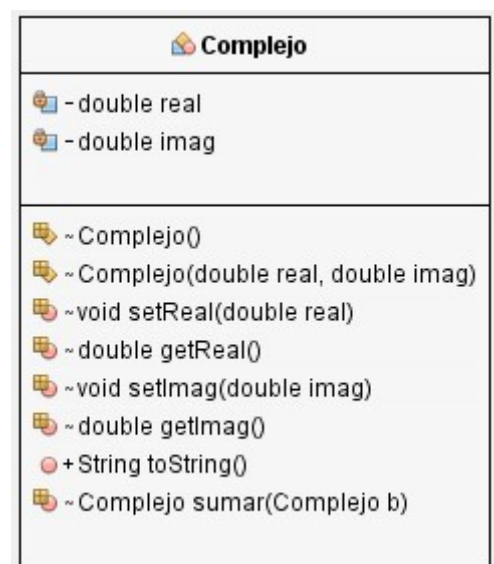 Complejo
- double real
- double imag
~ Complejo()
~ Complejo(double real, double imag)
~ void setReal(double real)
~ double getReal()
~ void setImag(double imag)
~ double getImag()
+ String toString()
~ Complejo sumar(Complejo b)